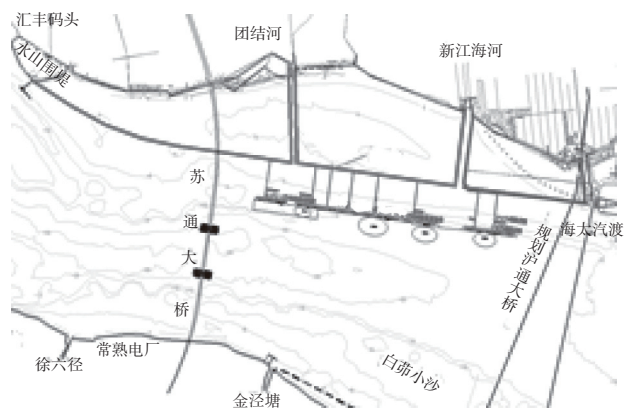 汇丰码头
团结河
新江海河
水山围堤
苏通大桥
海太汽渡
规划沪通大桥
常熟电厂
徐六径
白茆小沙
金泾塘